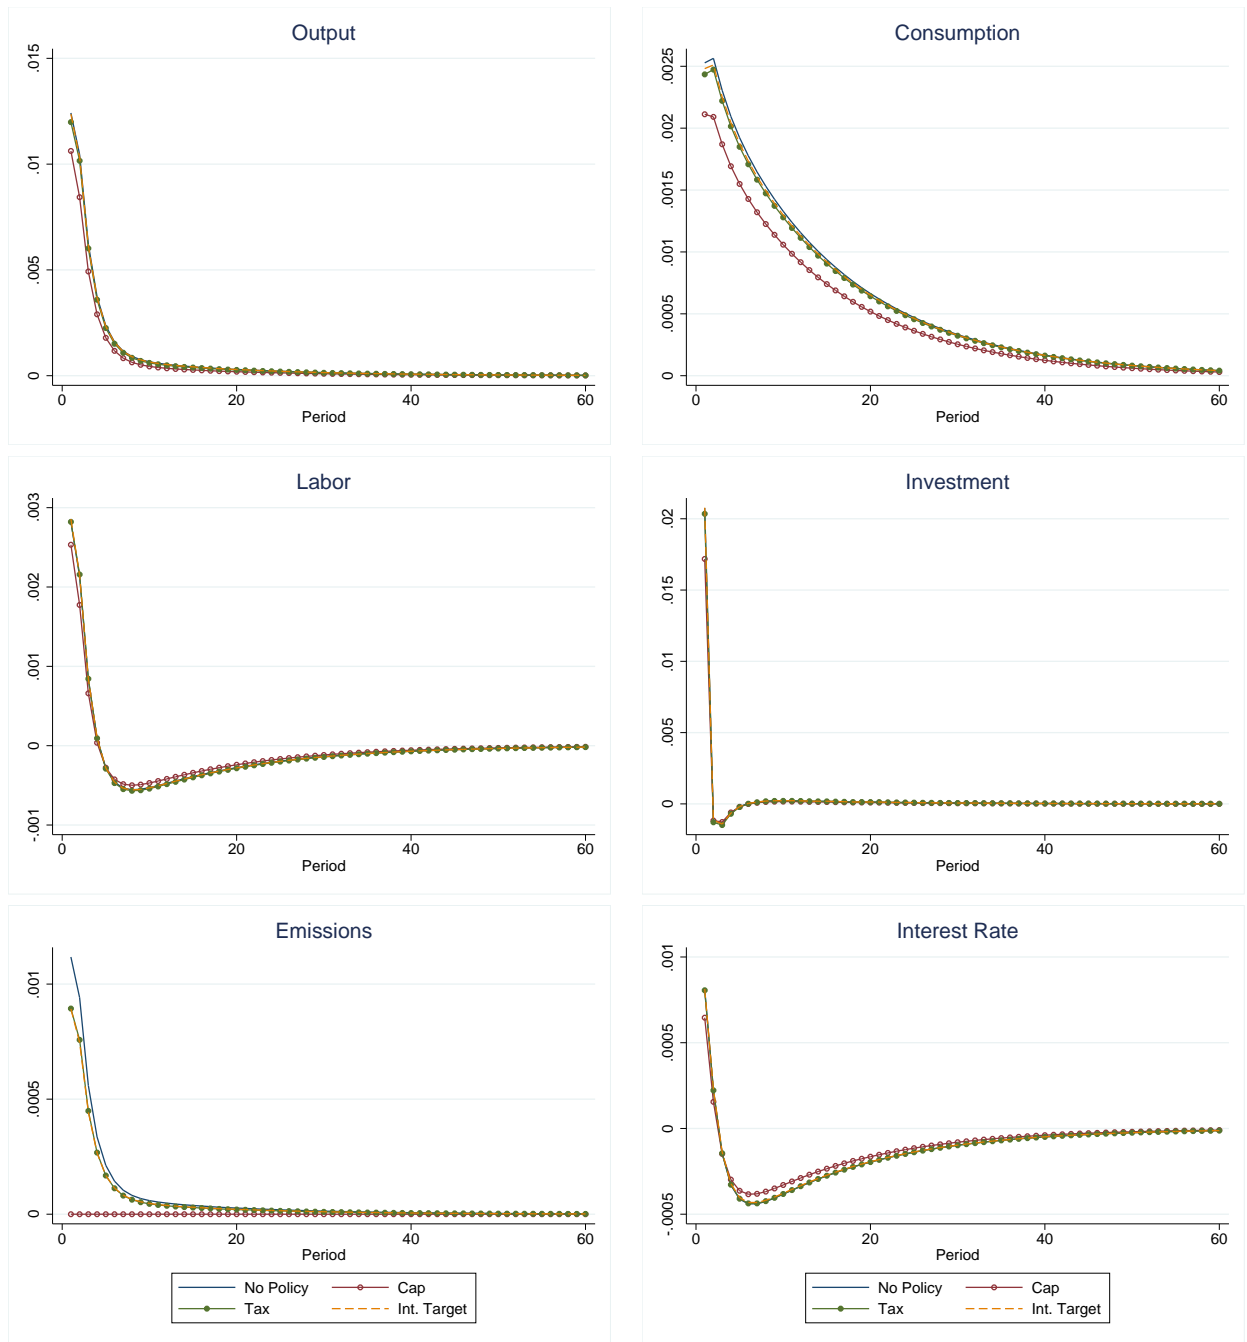 Output
.015
.01
.005
0
0 20 40 60
Period
Consumption
.0025
.002
.0015
.001
.0005
0
0 20 40 60
Period
Labor
.003
.002
.001
0
-.001
0 20 40 60
Period
Investment
.02
.015
.01
.005
0
0 20 40 60
Period
Emissions
.001
.0005
0
0 20 40 60
Period
No Policy Cap
Tax Int. Target
Interest Rate
.001
.0005
0
-.0005
0 20 40 60
Period
No Policy Cap
Tax Int. Target